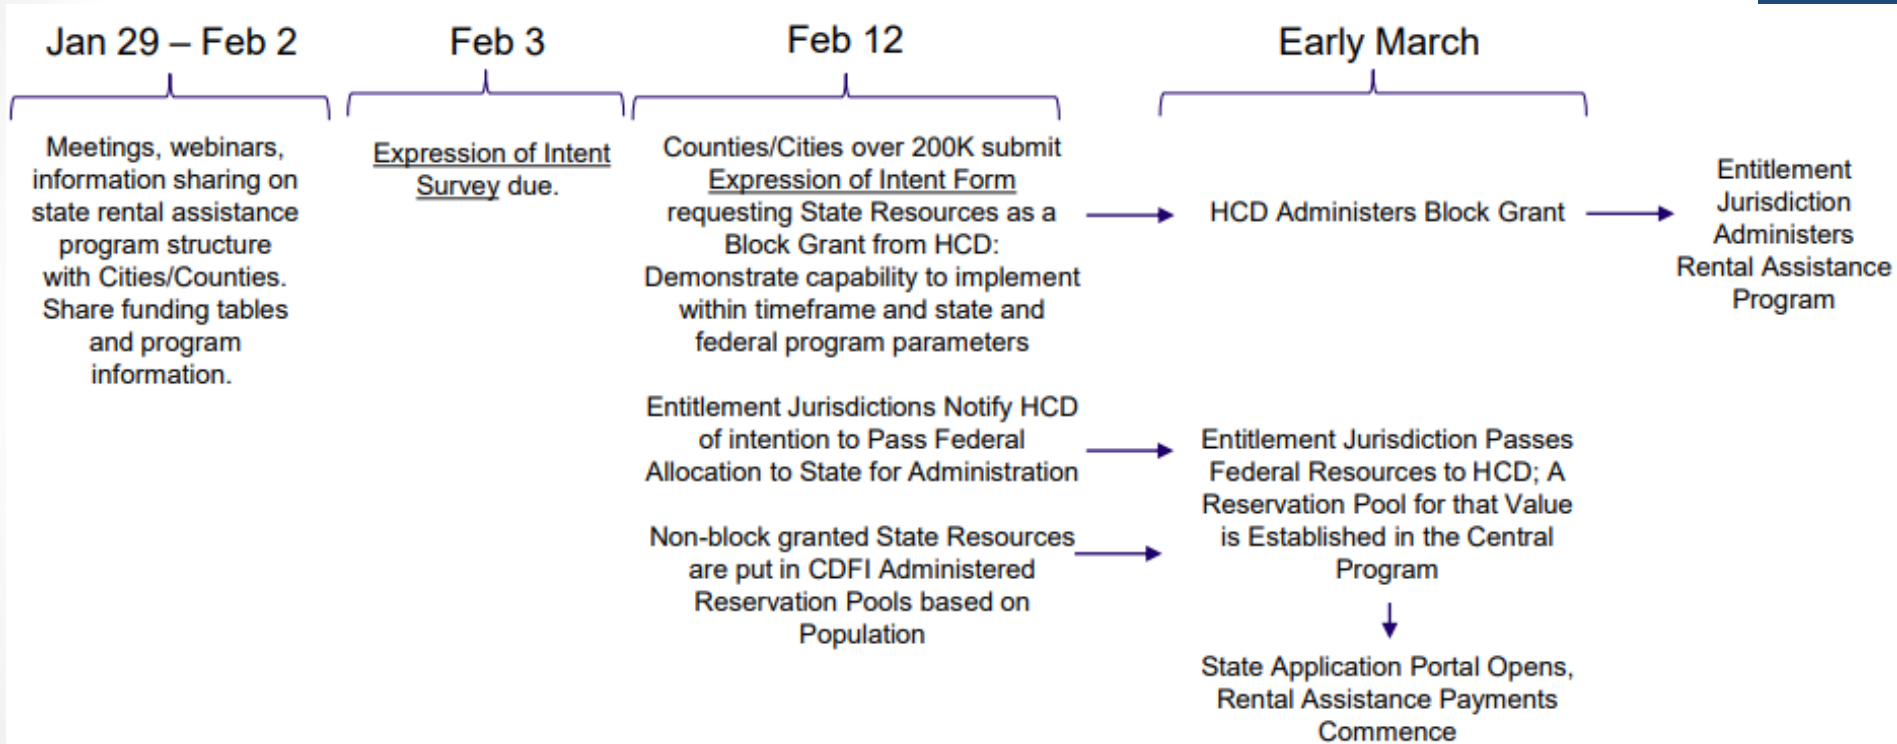 Jan 29 – Feb 2
Meetings, webinars,
information sharing on
state rental assistance
program structure
with Cities/Counties.
Share funding tables
and program
information.
Feb 3
Expression of Intent
Survey due.
Feb 12
Counties/Cities over 200K submit
Expression of Intent Form
requesting State Resources as a
Block Grant from HCD:
Demonstrate capability to implement
within timeframe and state and
federal program parameters
Entitlement Jurisdictions Notify HCD
of intention to Pass Federal
Allocation to State for Administration
Non-block granted State Resources
are put in CDFI Administered
Reservation Pools based on
Population
Early March
HCD Administers Block Grant
Entitlement Jurisdiction Passes
Federal Resources to HCD; A
Reservation Pool for that Value
is Established in the Central
Program
State Application Portal Opens,
Rental Assistance Payments
Commence
Entitlement
Jurisdiction
Administers
Rental Assistance
Program